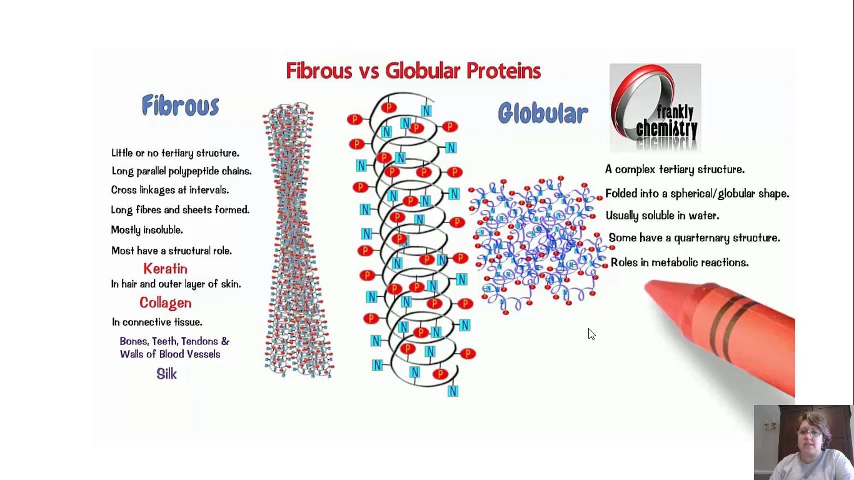 Fibrous vs Globular Proteins
Fibrous
Little or no tertiary structure.
Long parallel polypeptide chains.
Cross linkages at intervals.
Long fibres and sheets formed.
Mostly insoluble.
Most have a structural role.
Keratin
In hair and outer layer of skin.
Collagen
In connective tissue.
Bones, Teeth, Tendons &
Walls of Blood Vessels
Silk
Globular
frankly
chemistry
A complex tertiary structure.
Folded into a spherical/globular shape.
Usually soluble in water.
Some have a quarternary structure.
Roles in metabolic reactions.